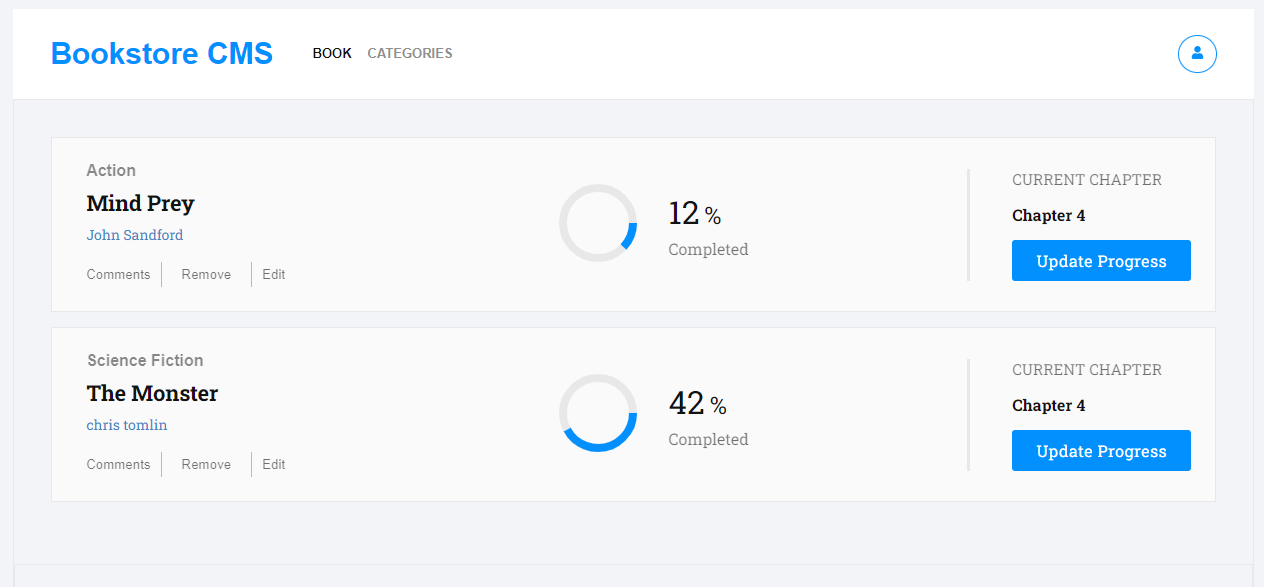 Bookstore CMS BOOK CATEGORIES
Action
Mind Prey
John Sandford
Comments Remove Edit
12 %
Completed
CURRENT CHAPTER
Chapter 4
Update Progress
Science Fiction
The Monster
chris tomlin
Comments Remove Edit
42 %
Completed
CURRENT CHAPTER
Chapter 4
Update Progress